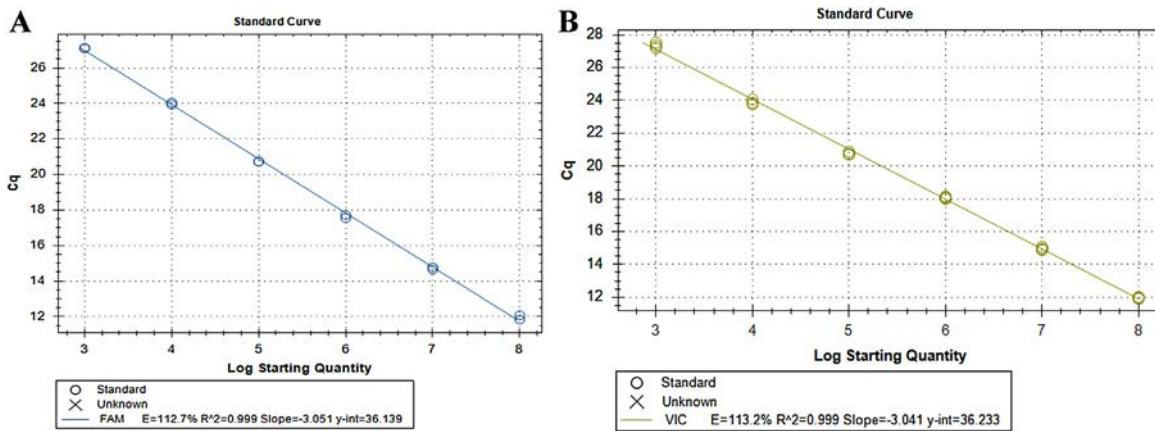 A
Standard Curve
Cq
26
24
22
20
18
16
14
12
3 4 5 6 7 8
Log Starting Quantity
Standard
Unknown
FAM E=112.7% R^2=0.999 Slope=-3.051 y-int=36.139
B
Standard Curve
Cq
28
26
24
22
20
18
16
14
12
3 4 5 6 7 8
Log Starting Quantity
Standard
Unknown
VIC E=113.2% R^2=0.999 Slope=-3.041 y-int=36.233